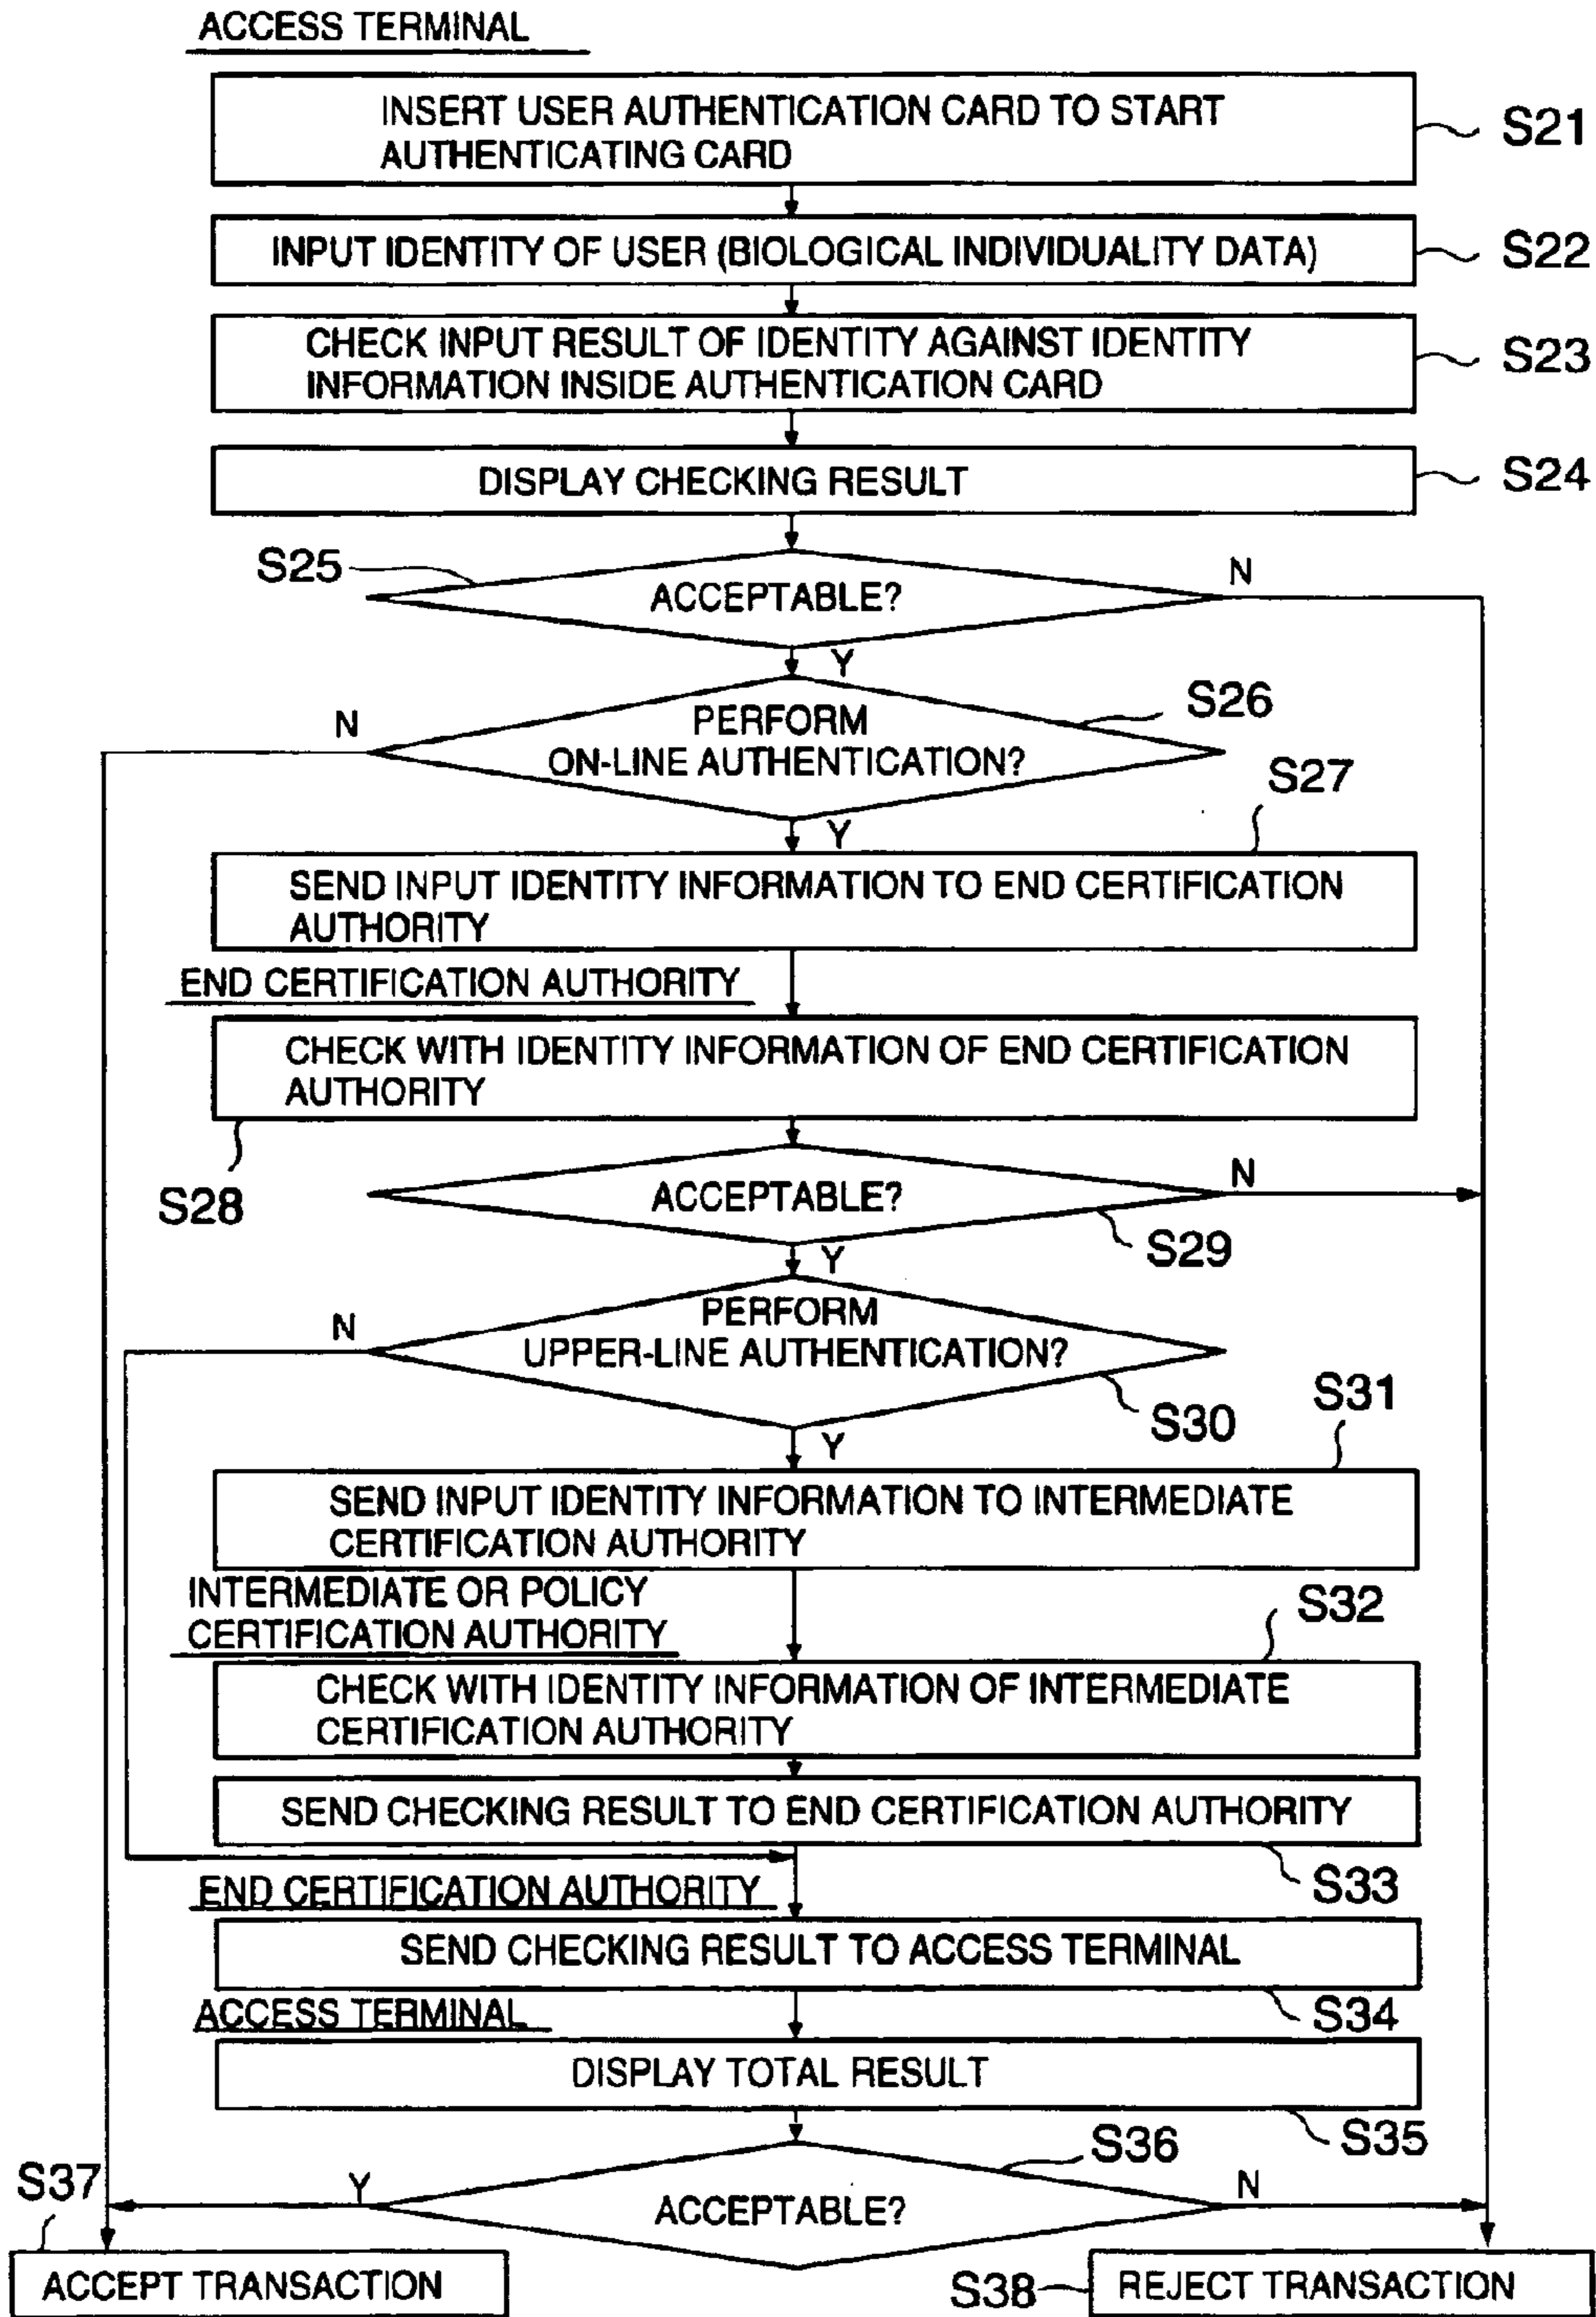 ACCESS TERMINAL
INSERT USER AUTHENTICATION CARD TO START
AUTHENTICATING CARD
S21
INPUT IDENTITY OF USER (BIOLOGICAL INDIVIDUALITY DATA)
S22
CHECK INPUT RESULT OF IDENTITY AGAINST IDENTITY
INFORMATION INSIDE AUTHENTICATION CARD
S23
DISPLAY CHECKING RESULT
S24
S25
ACCEPTABLE?
N
Y
S26
N
PERFORM
ON-LINE AUTHENTICATION?
Y
S27
SEND INPUT IDENTITY INFORMATION TO END CERTIFICATION
AUTHORITY
END CERTIFICATION AUTHORITY
CHECK WITH IDENTITY INFORMATION OF END CERTIFICATION
AUTHORITY
S28
ACCEPTABLE?
N
S29
Y
N
PERFORM
UPPER-LINE AUTHENTICATION?
S30
Y
S31
SEND INPUT IDENTITY INFORMATION TO INTERMEDIATE
CERTIFICATION AUTHORITY
INTERMEDIATE OR POLICY
CERTIFICATION AUTHORITY
S32
CHECK WITH IDENTITY INFORMATION OF INTERMEDIATE
CERTIFICATION AUTHORITY
SEND CHECKING RESULT TO END CERTIFICATION AUTHORITY
S33
END CERTIFICATION AUTHORITY
SEND CHECKING RESULT TO ACCESS TERMINAL
S34
ACCESS TERMINAL
DISPLAY TOTAL RESULT
S35
S36
S37
Y
ACCEPTABLE?
N
ACCEPT TRANSACTION
S38
REJECT TRANSACTION